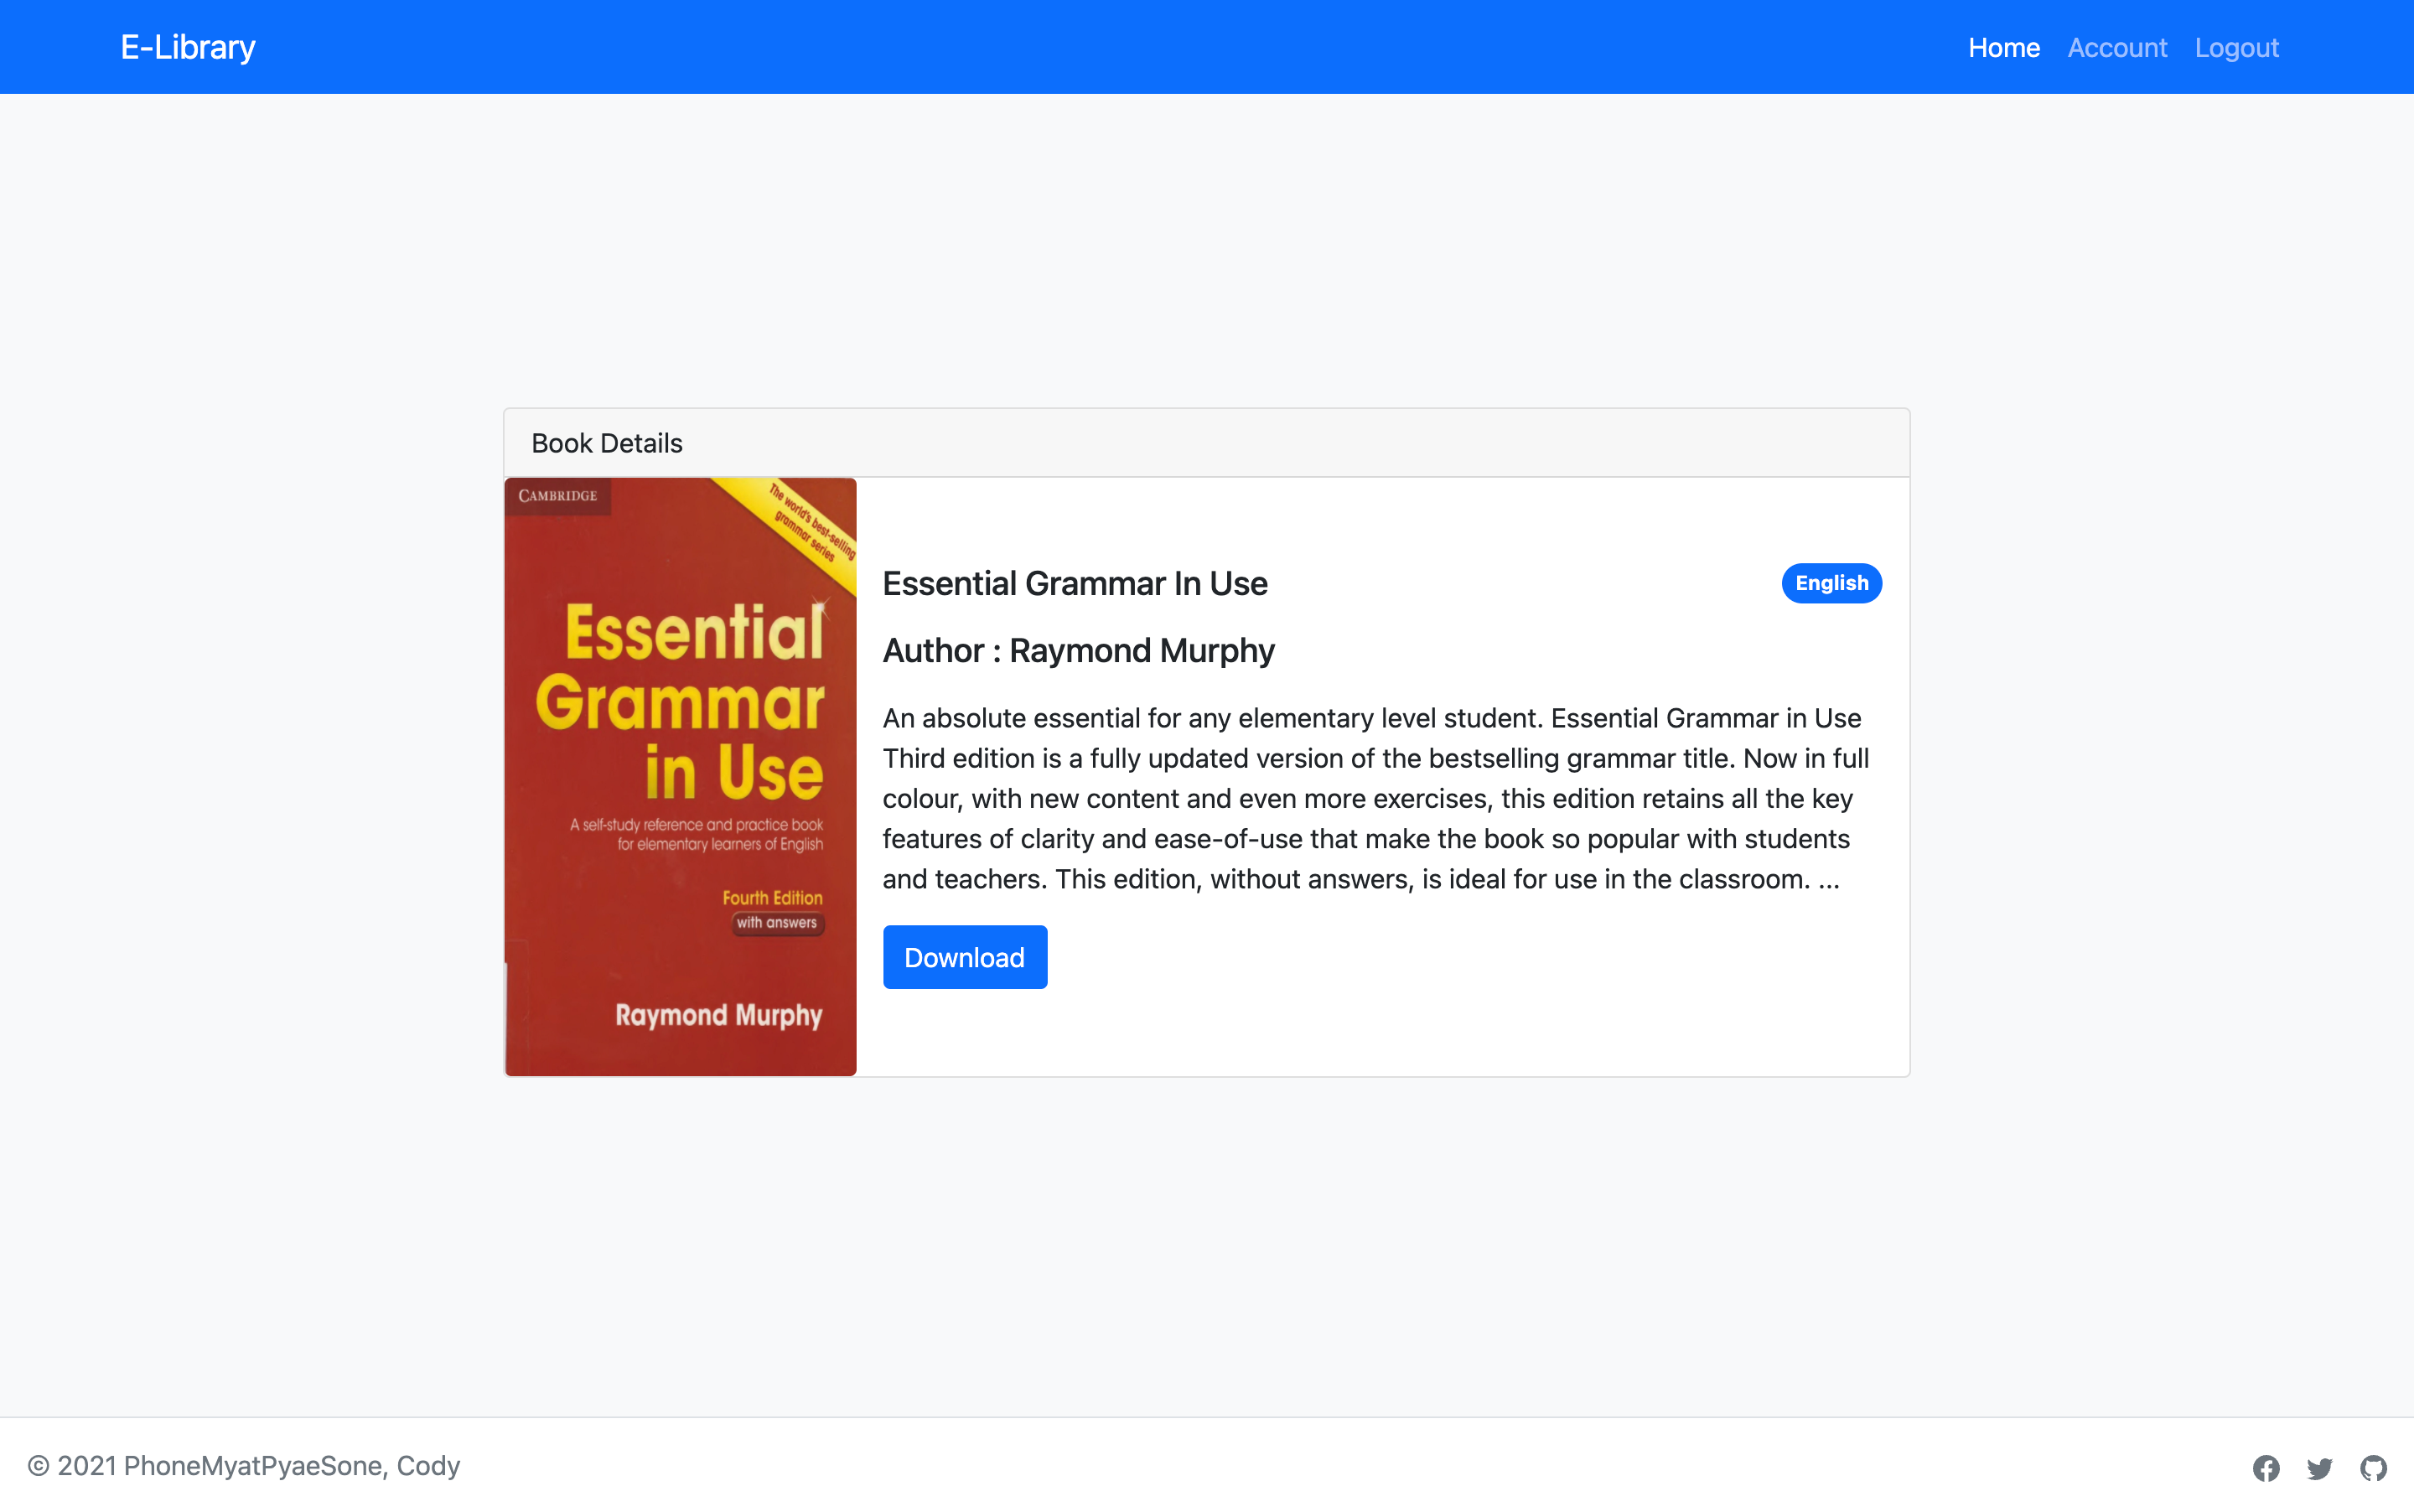 E-Library
Home Account Logout
Book Details
CAMBRIDGE
The world's best-selling
grammar series
Essential
Grammar
in Use
A self-study reference and practice book
for elementary learners of English
Fourth Edition
with answers
Raymond Murphy
Essential Grammar In Use
English
Author : Raymond Murphy
An absolute essential for any elementary level student. Essential Grammar in Use
Third edition is a fully updated version of the bestselling grammar title. Now in full
colour, with new content and even more exercises, this edition retains all the key
features of clarity and ease-of-use that make the book so popular with students
and teachers. This edition, without answers, is ideal for use in the classroom. ...
Download
© 2021 PhoneMyatPyaeSone, Cody